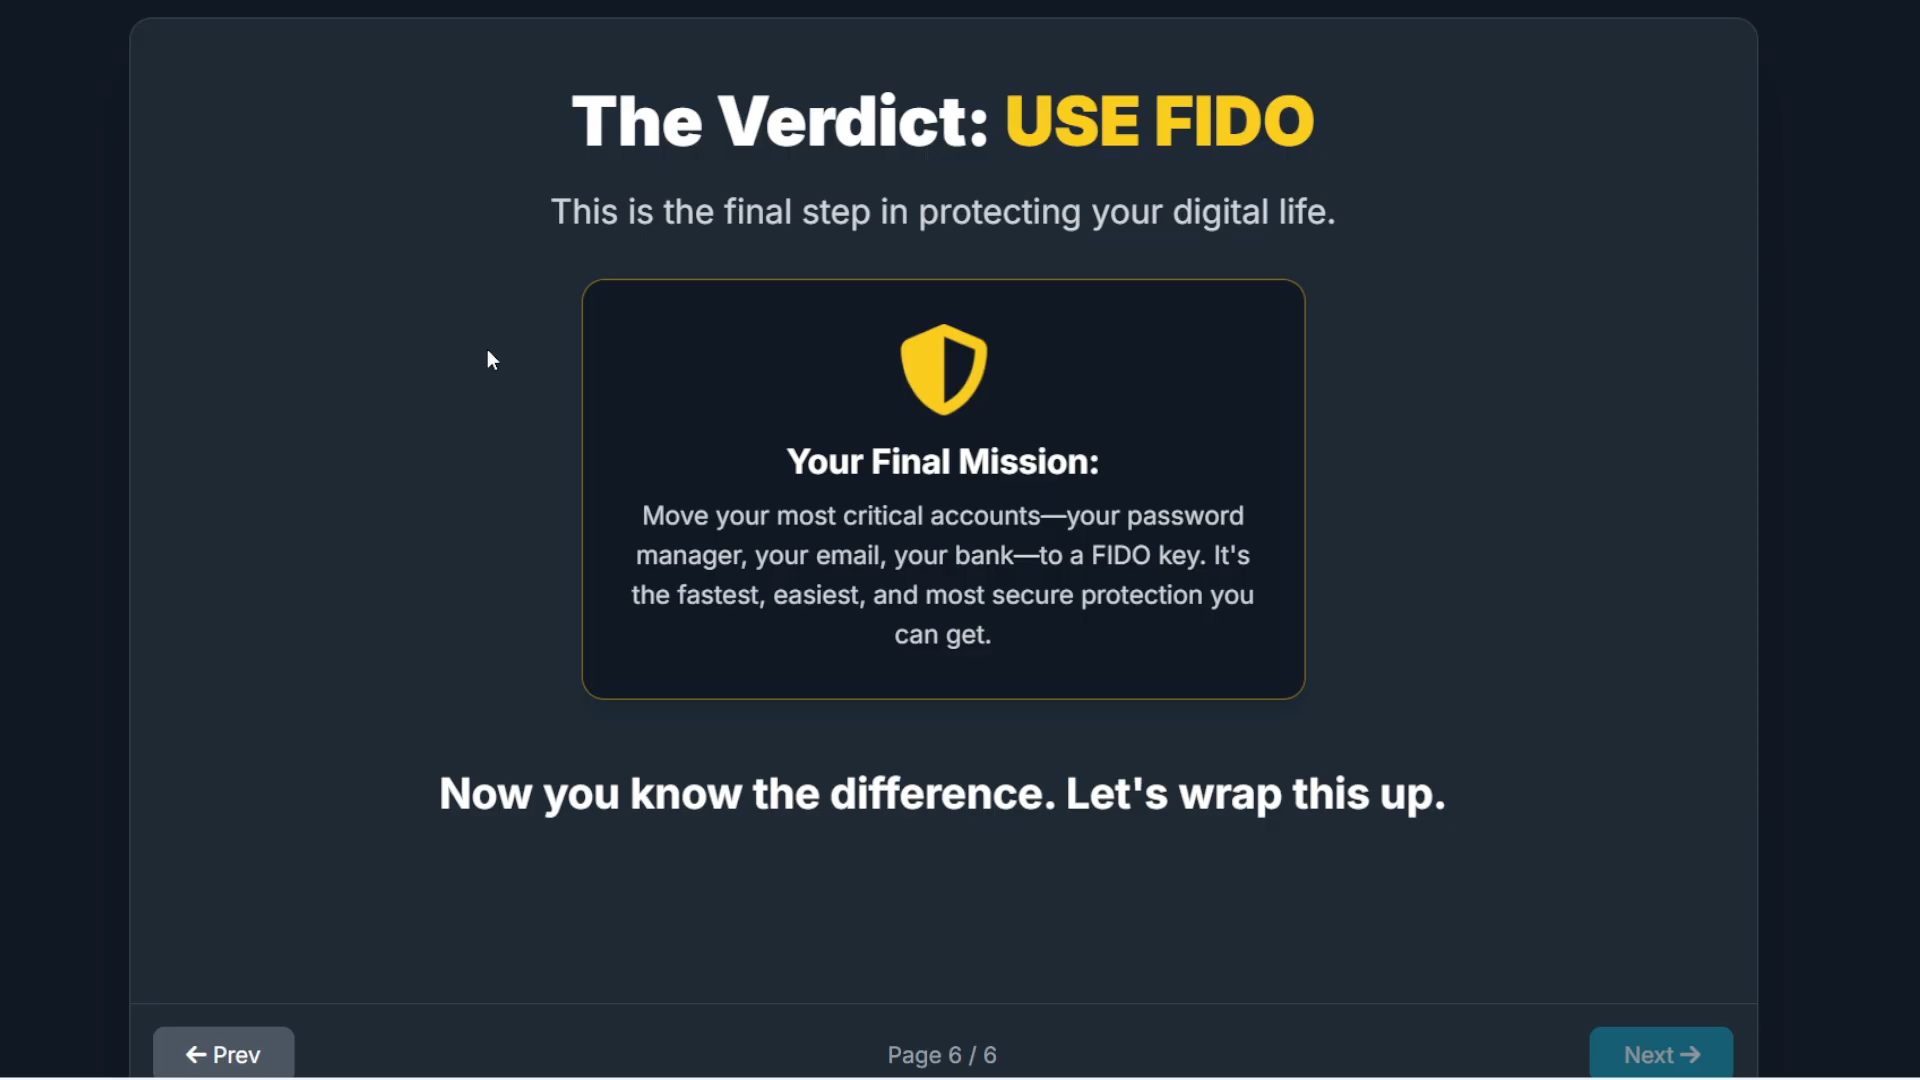 The Verdict: USE FIDO
This is the final step in protecting your digital life.
Your Final Mission:
Move your most critical accounts—your password
manager, your email, your bank—to a FIDO key. It's
the fastest, easiest, and most secure protection you
can get.
Now you know the difference. Let's wrap this up.
← Prev
Page 6 / 6
Next →